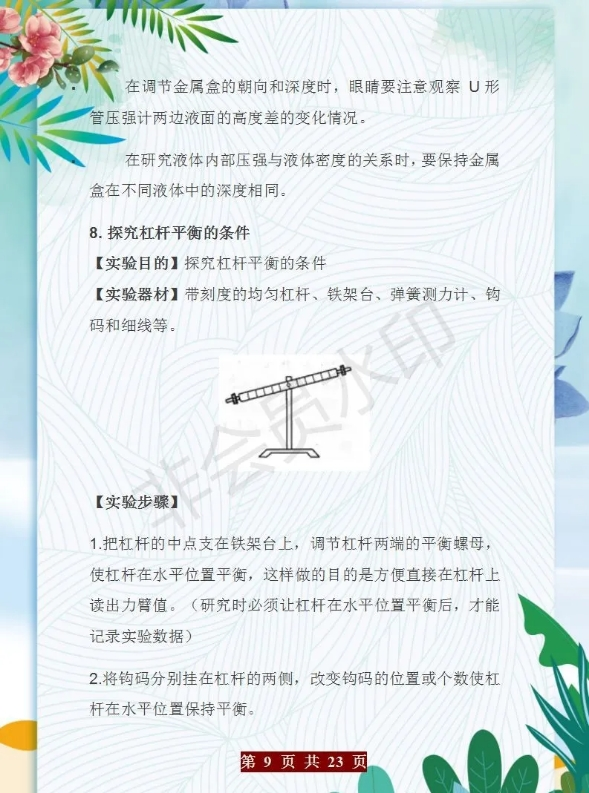 在调节金属盒的朝向和深度时，眼睛要注意观察 U 形
管压强计两边液面的高度差的变化情况。
在研究液体内部压强与液体密度的关系时，要保持金属
盒在不同液体中的深度相同。
8. 探究杠杆平衡的条件
【实验目的】探究杠杆平衡的条件
【实验器材】带刻度的均匀杠杆、铁架台、弹簧测力计、钩
码和细线等。
非会员水印
【实验步骤】
1.把杠杆的中点支在铁架台上，调节杠杆两端的平衡螺母，
使杠杆在水平位置平衡，这样做的目的是方便直接在杠杆上
读出力臂值。（研究时必须让杠杆在水平位置平衡后，才能
记录实验数据）
2.将钩码分别挂在杠杆的两侧，改变钩码的位置或个数使杠
杆在水平位置保持平衡。
第 9 页 共 23 页